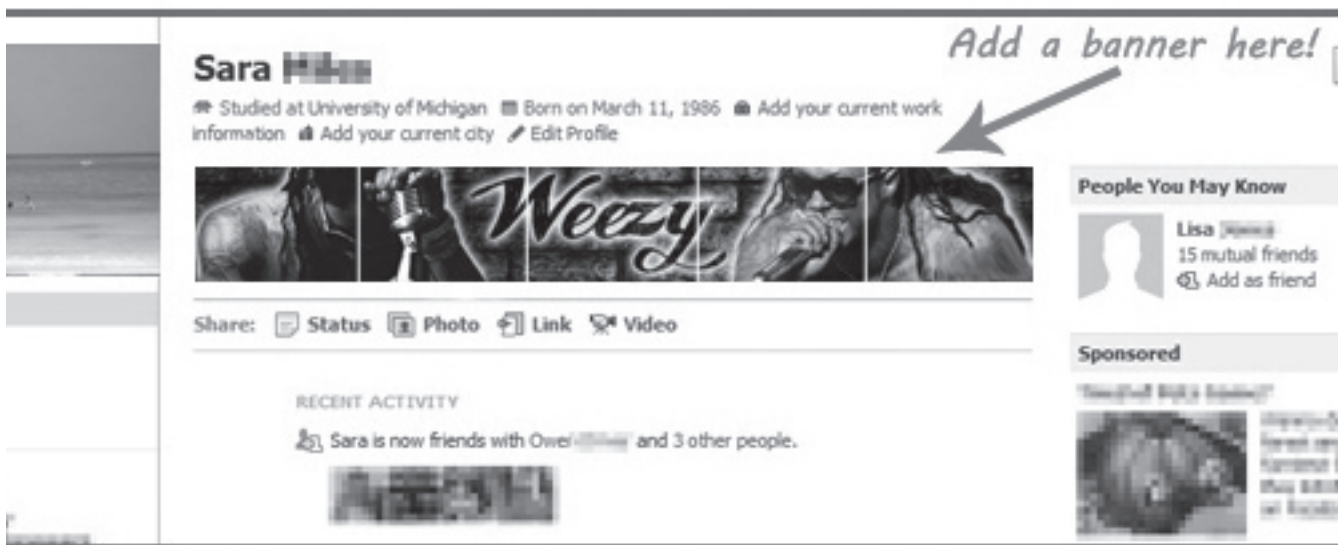 Add a banner here!
Sara
Studied at University of Michigan Born on March 11, 1986 Add your current work
information Add your current city Edit Profile
Weezy
Share: Status Photo Link Video
RECENT ACTIVITY
Sara is now friends with Owen and 3 other people.
People You May Know
Lisa
15 mutual friends
Add as friend
Sponsored